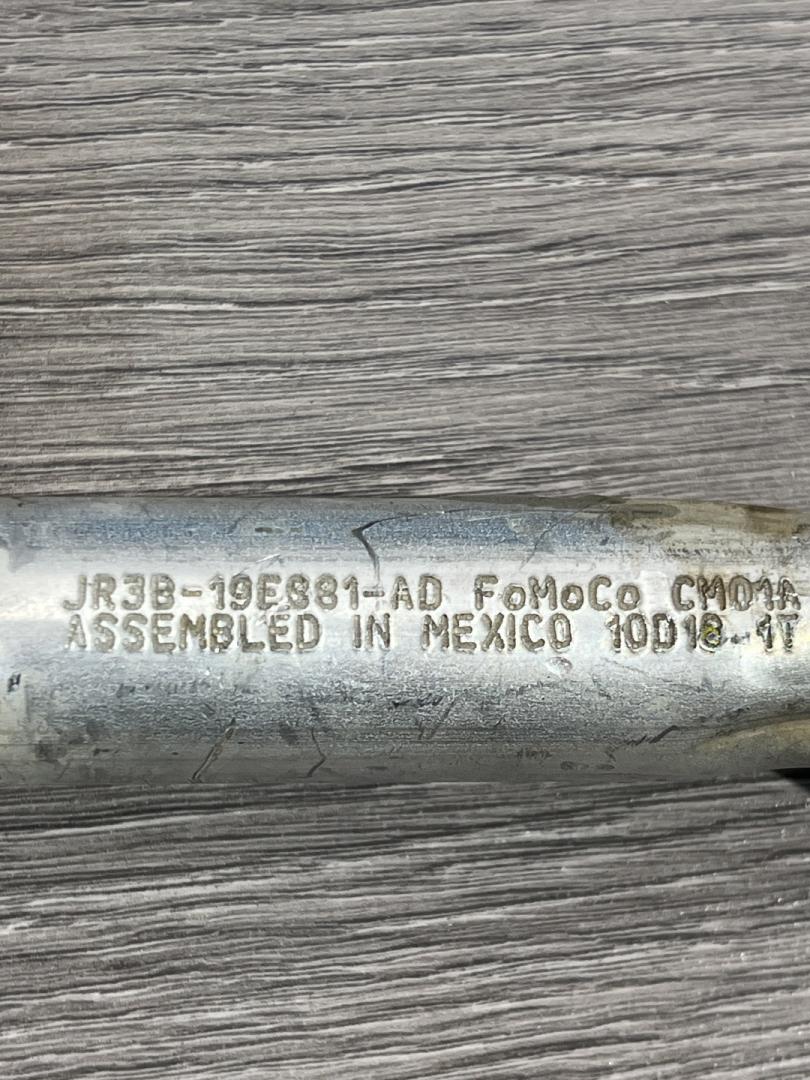 JR3B-19E881-AD FoMoCo CM01A
ASSEMBLED IN MEXICO 10D18-1T